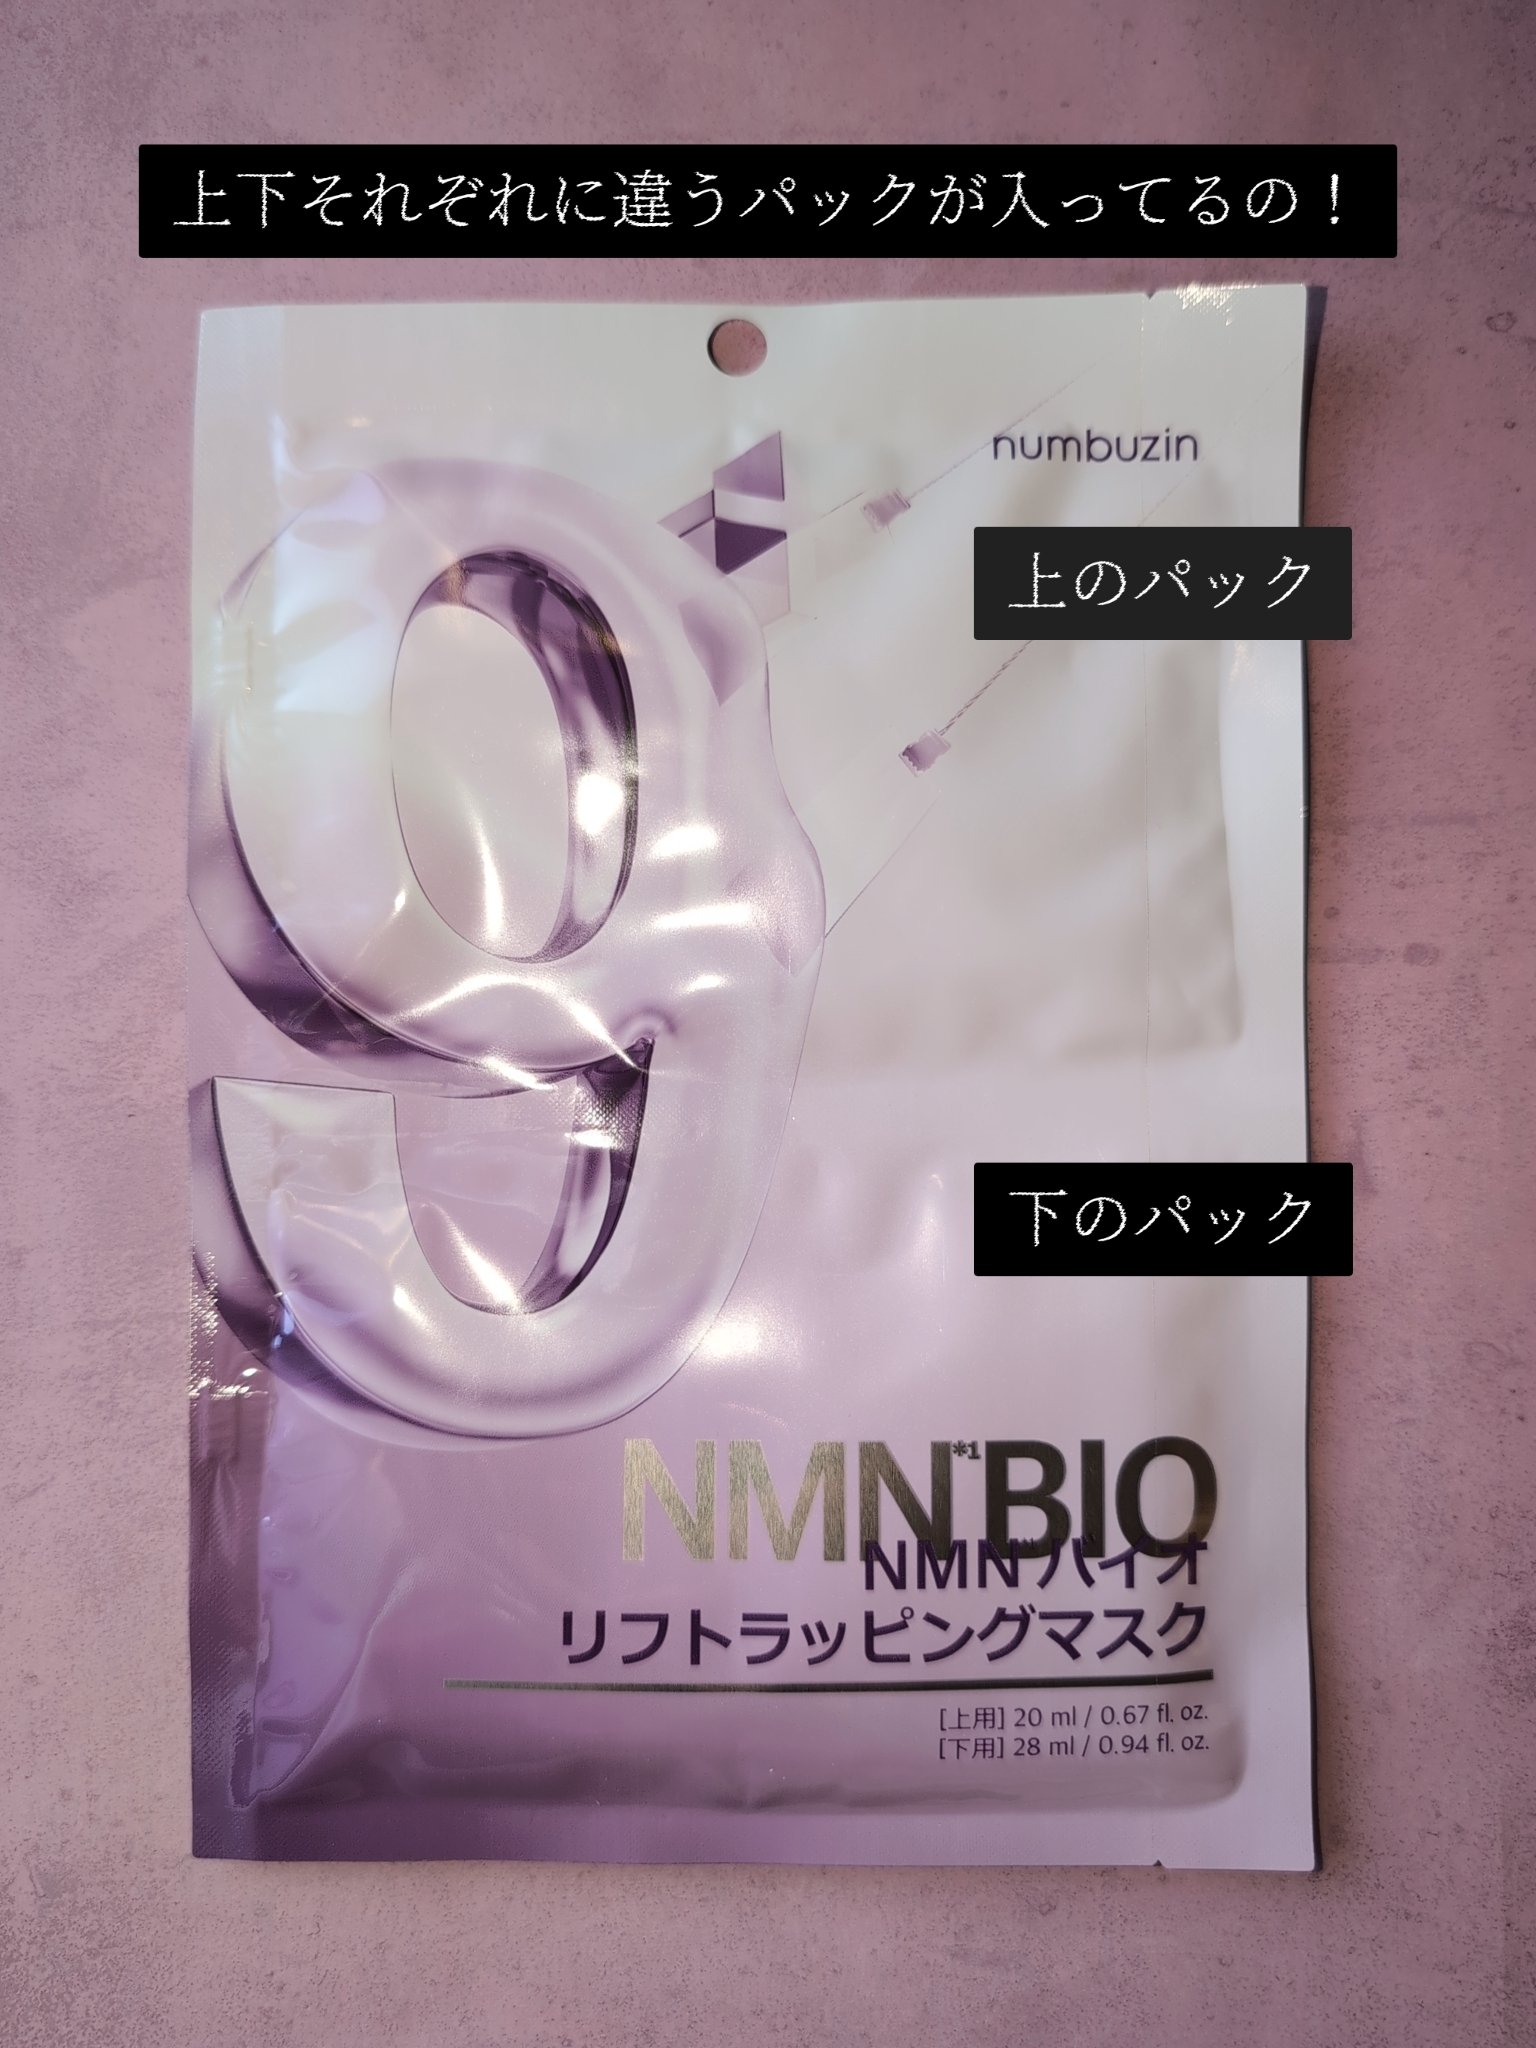 上下それぞれに違うパックが入ってるの！
numbuzin
上のパック
9
下のパック
NMN*1BIO
NMN*1バイオ
リフトラッピングマスク
[上用] 20 ml / 0.67 fl. oz.
[下用] 28 ml / 0.94 fl. oz.